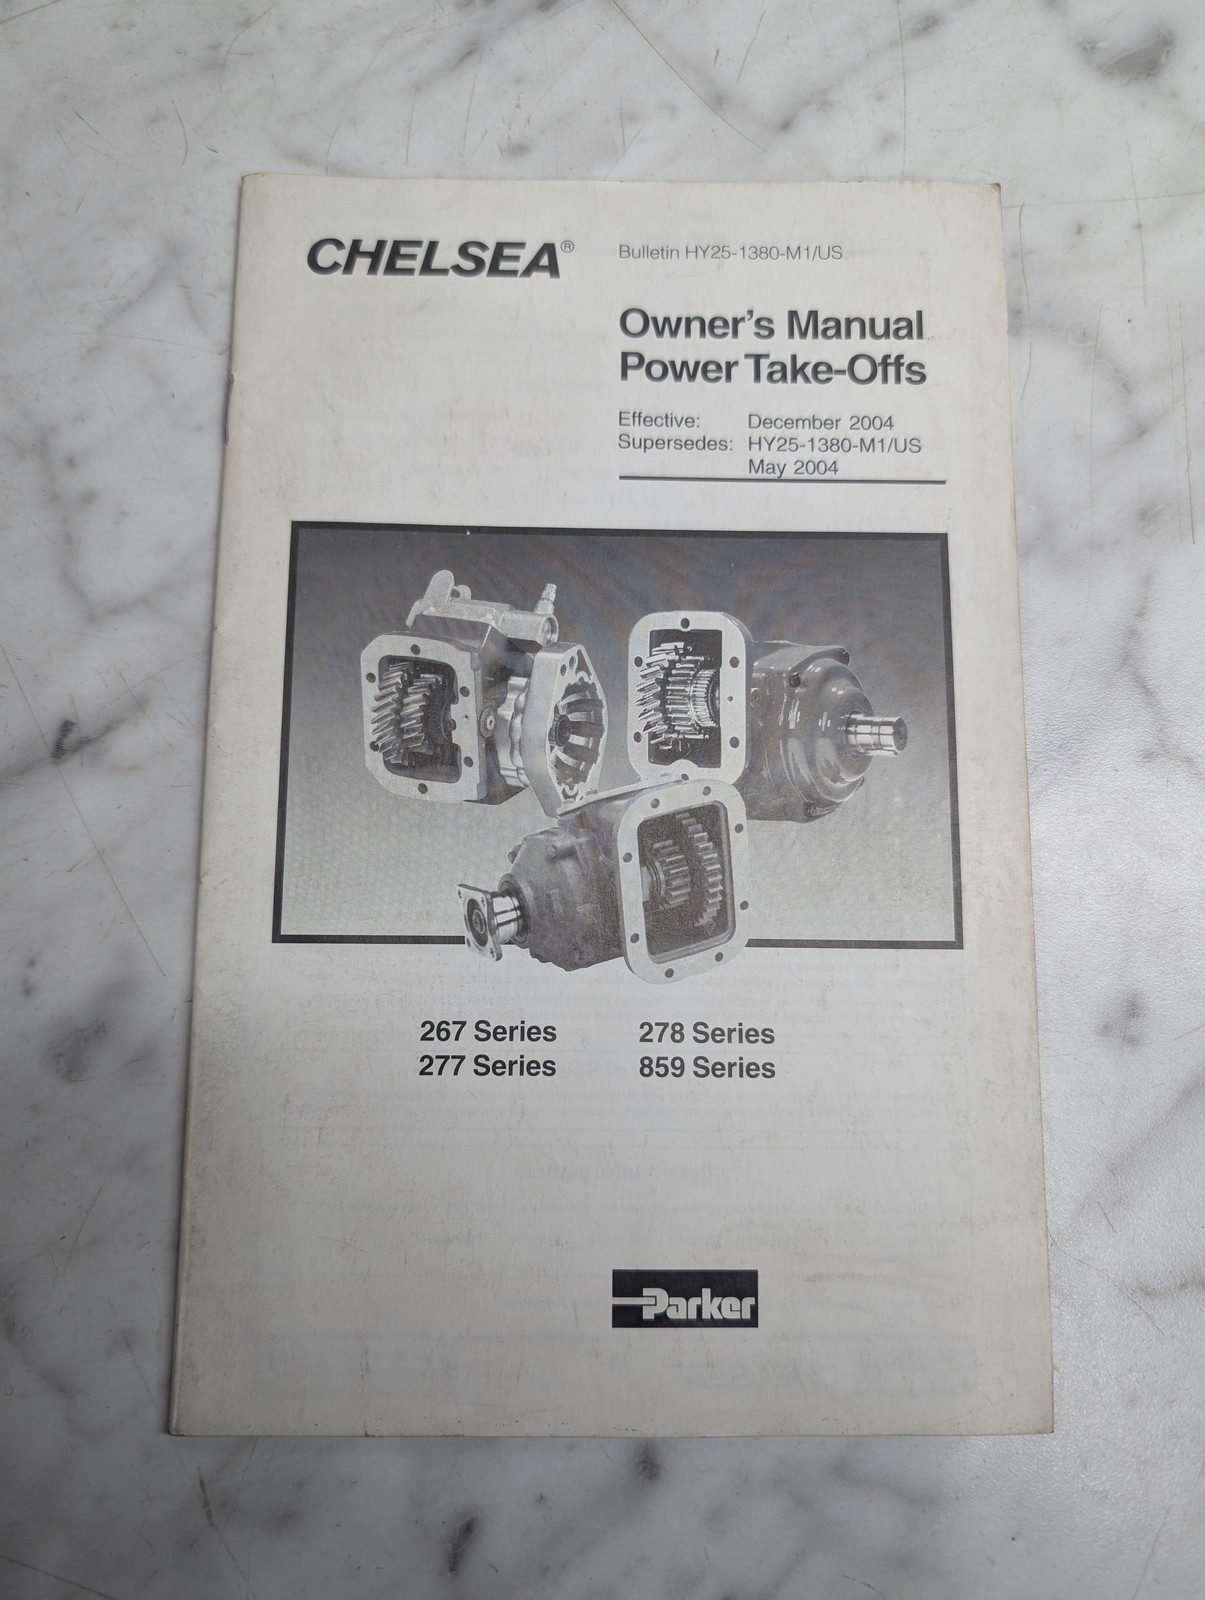 CHELSEA®
Bulletin HY25-1380-M1/US
Owner's Manual
Power Take-Offs
Effective: December 2004
Supersedes: HY25-1380-M1/US
May 2004
267 Series 278 Series
277 Series 859 Series
Parker